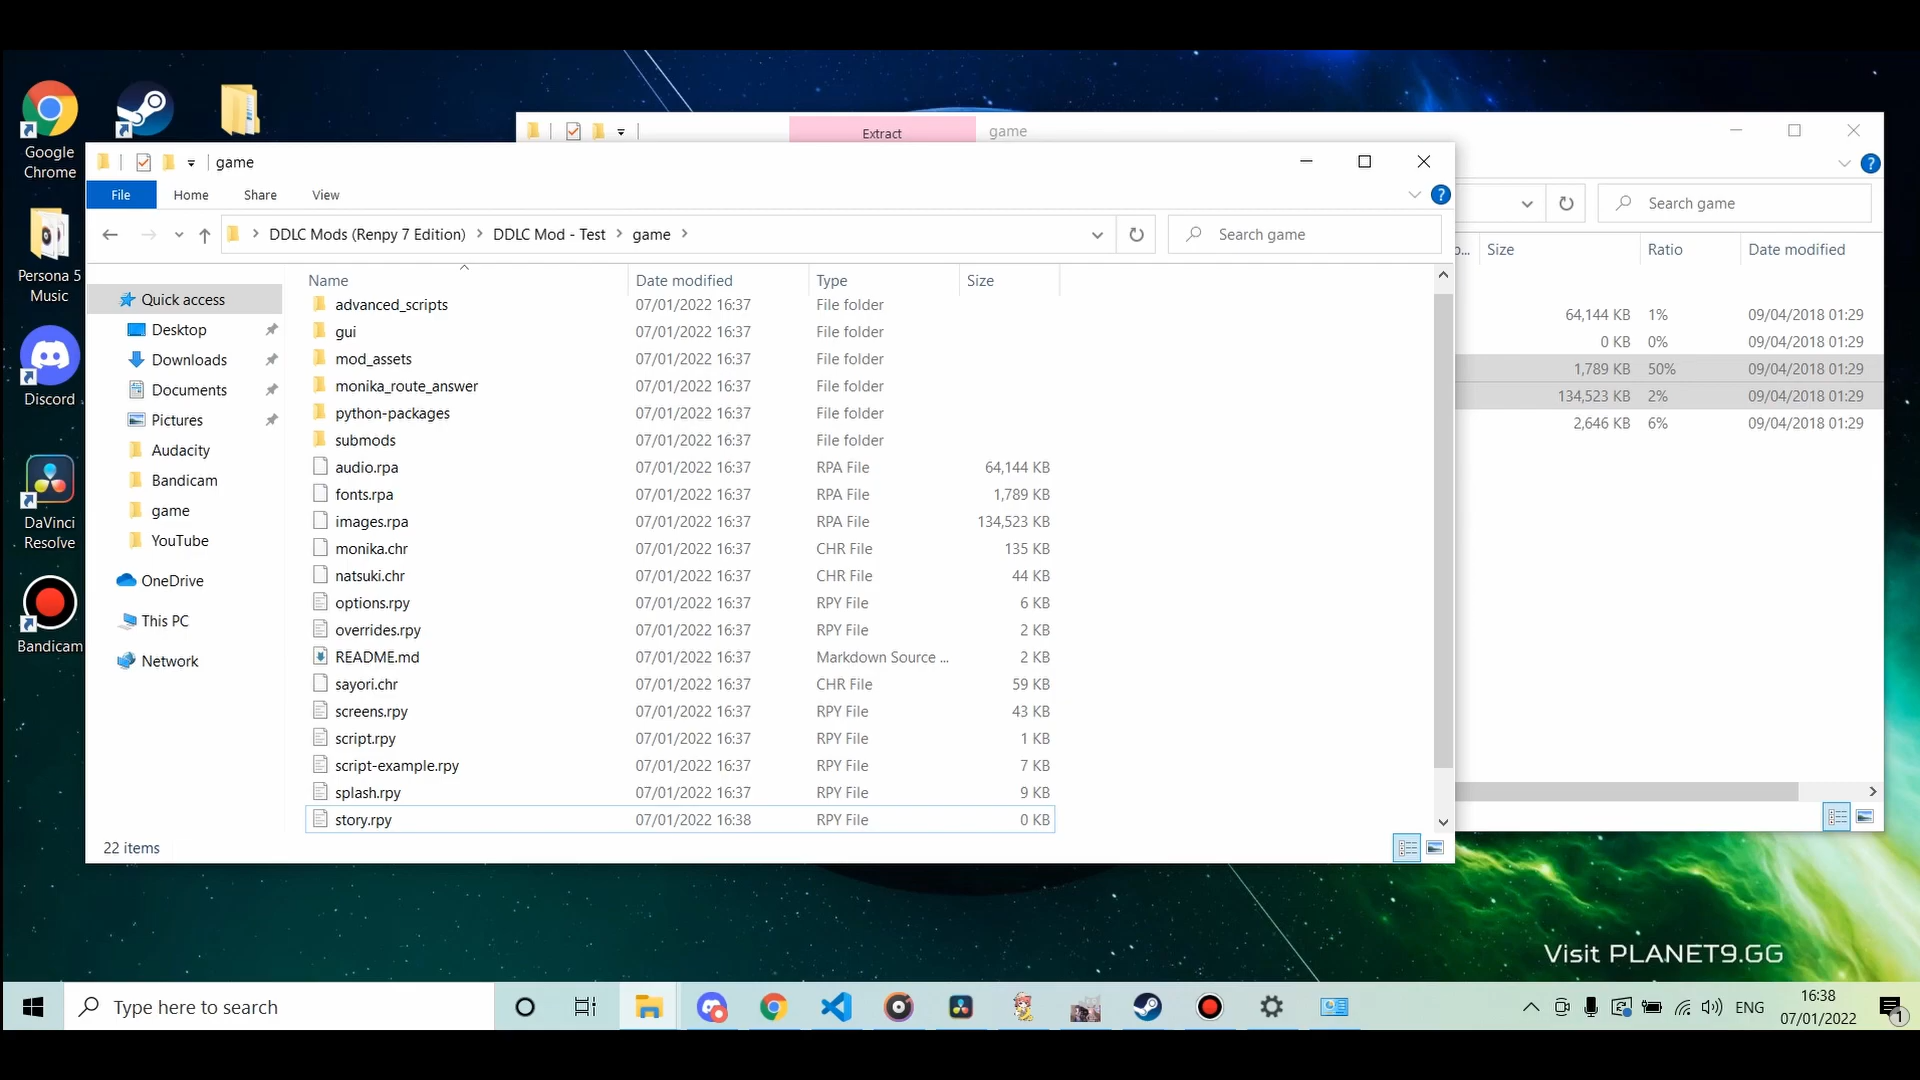 Google
Chrome
Persona 5
Music
Discord
DaVinci
Resolve
Bandicam
Extract
game
game
File
Home
Share
View
?
?
DDLC Mods (Renpy 7 Edition)
DDLC Mod - Test
game
Search game
Search game
Name
Date modified
Type
Size
Quick access
Desktop
Downloads
Documents
Pictures
Audacity
Bandicam
game
YouTube
OneDrive
This PC
Network
advanced_scripts 07/01/2022 16:37 File folder
gui 07/01/2022 16:37 File folder
mod_assets 07/01/2022 16:37 File folder
monika_route_answer 07/01/2022 16:37 File folder
python-packages 07/01/2022 16:37 File folder
submods 07/01/2022 16:37 File folder
audio.rpa 07/01/2022 16:37 RPA File 64,144 KB
fonts.rpa 07/01/2022 16:37 RPA File 1,789 KB
images.rpa 07/01/2022 16:37 RPA File 134,523 KB
monika.chr 07/01/2022 16:37 CHR File 135 KB
natsuki.chr 07/01/2022 16:37 CHR File 44 KB
options.rpy 07/01/2022 16:37 RPY File 6 KB
overrides.rpy 07/01/2022 16:37 RPY File 2 KB
README.md 07/01/2022 16:37 Markdown Source ... 2 KB
sayori.chr 07/01/2022 16:37 CHR File 59 KB
screens.rpy 07/01/2022 16:37 RPY File 43 KB
script.rpy 07/01/2022 16:37 RPY File 1 KB
script-example.rpy 07/01/2022 16:37 RPY File 7 KB
splash.rpy 07/01/2022 16:37 RPY File 9 KB
story.rpy 07/01/2022 16:38 RPY File 0 KB
22 items
Size Ratio Date modified
64,144 KB 1% 09/04/2018 01:29
0 KB 0% 09/04/2018 01:29
1,789 KB 50% 09/04/2018 01:29
134,523 KB 2% 09/04/2018 01:29
2,646 KB 6% 09/04/2018 01:29
Visit PLANET9.GG
Type here to search
ENG
16:38
07/01/2022
1